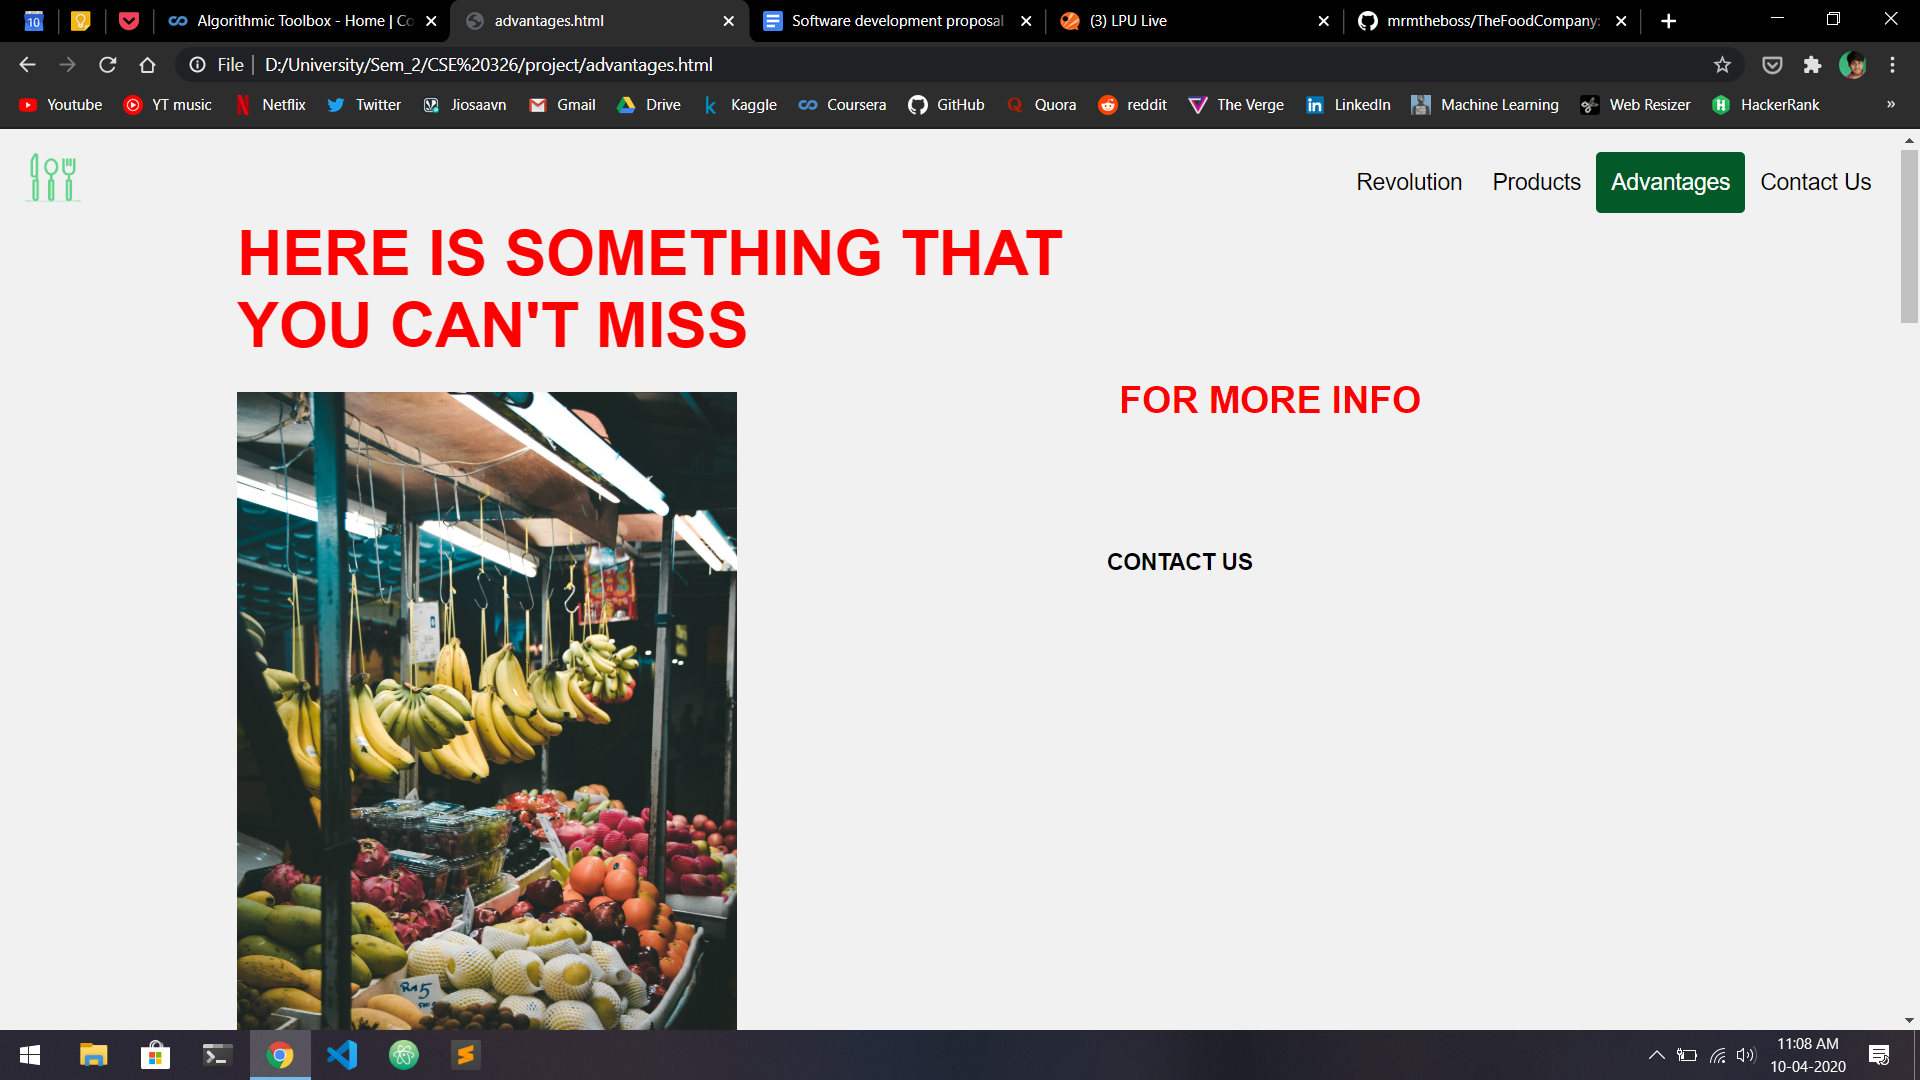 10
Algorithmic Toolbox - Home | Co
advantages.html
Software development proposal
(3) LPU Live
mrmtheboss/TheFoodCompany:
File
D:/University/Sem_2/CSE%20326/project/advantages.html
Youtube
YT music
Netflix
Twitter
Jiosaavn
Gmail
Drive
Kaggle
Coursera
GitHub
Quora
reddit
The Verge
LinkedIn
Machine Learning
Web Resizer
HackerRank
»
Revolution
Products
Advantages
Contact Us
HERE IS SOMETHING THAT
YOU CAN'T MISS
FOR MORE INFO
CONTACT US
RM5
11:08 AM
10-04-2020